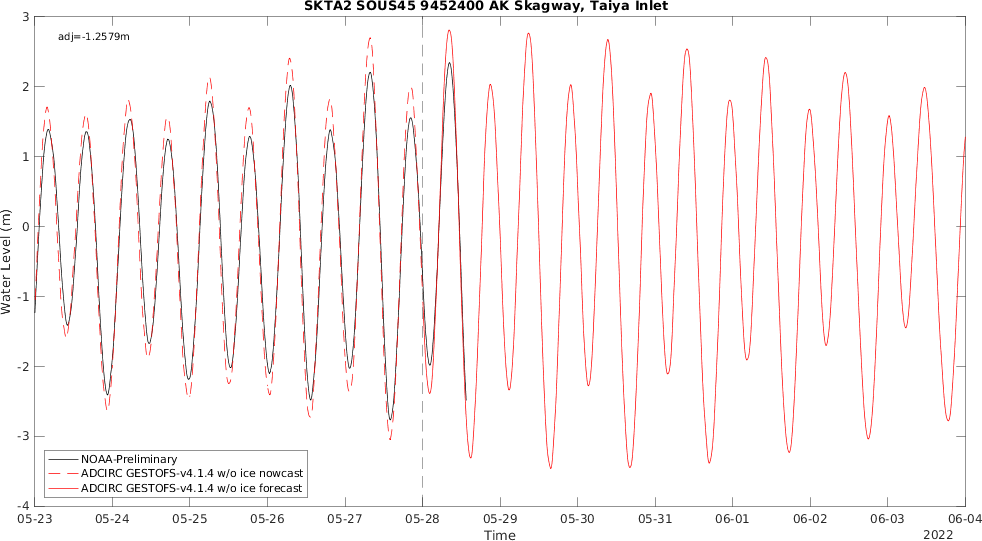 SKTA2 SOUS45 9452400 AK Skagway, Taiya Inlet
adj=-1.2579m
3
2
1
0
-1
-2
-3
-4
Water Level (m)
NOAA-Preliminary
ADCIRC GESTOFS-v4.1.4 w/o ice nowcast
ADCIRC GESTOFS-v4.1.4 w/o ice forecast
05-23 05-24 05-25 05-26 05-27 05-28 05-29 05-30 05-31 06-01 06-02 06-03 06-04
Time
2022